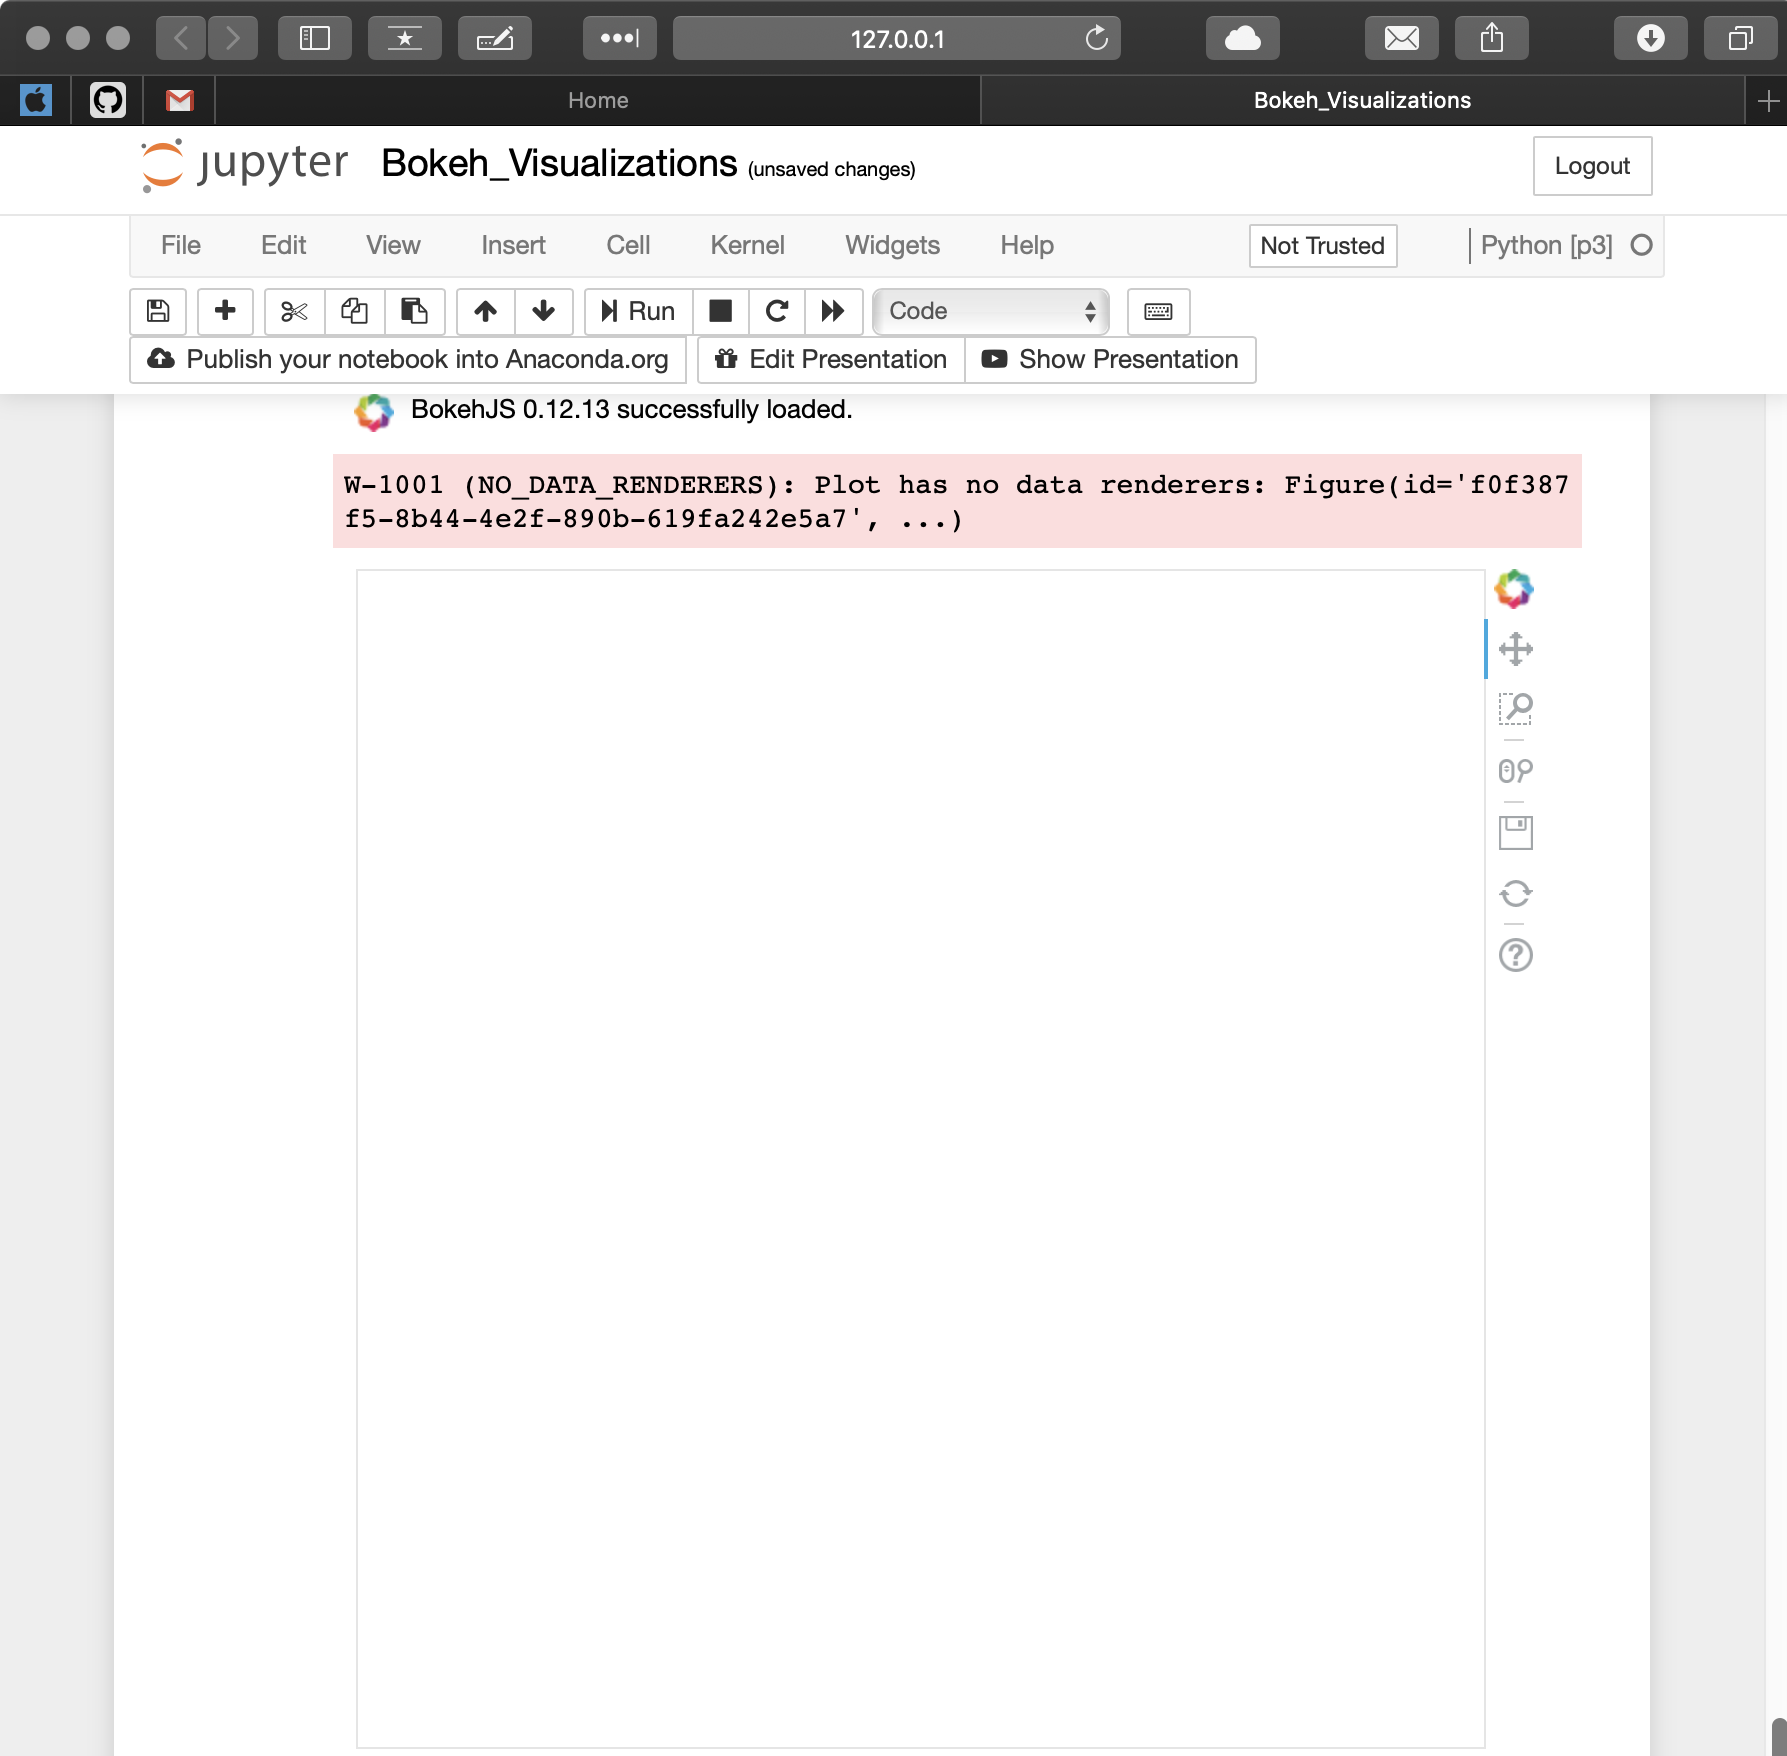 127.0.0.1
Home
Bokeh_Visualizations
jupyter Bokeh_Visualizations (unsaved changes)
Logout
File Edit View Insert Cell Kernel Widgets Help Not Trusted Python [p3]
Run Code
Publish your notebook into Anaconda.org Edit Presentation Show Presentation
BokehJS 0.12.13 successfully loaded.
W-1001 (NO_DATA_RENDERERS): Plot has no data renderers: Figure(id='f0f387
f5-8b44-4e2f-890b-619fa242e5a7', ...)